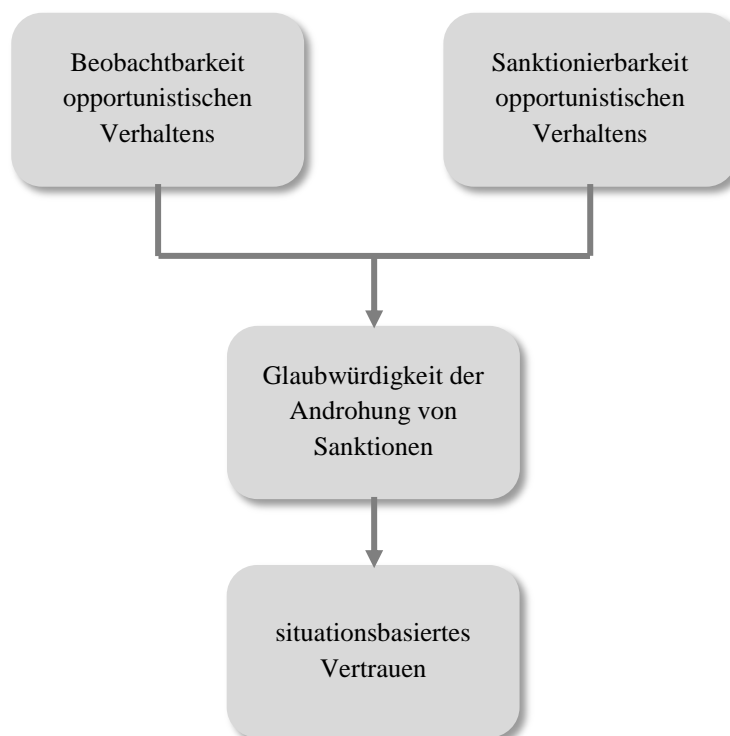 Beobachtbarkeit
opportunistischen
Verhaltens
Sanktionierbarkeit
opportunistischen
Verhaltens
Glaubwürdigkeit der
Androhung von
Sanktionen
situationsbasiertes
Vertrauen